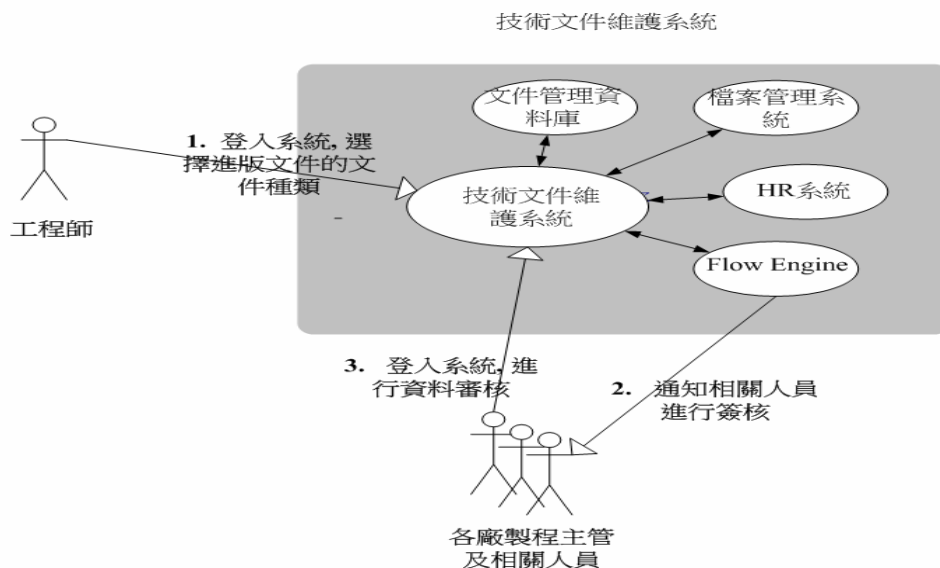 技術文件維護系統
文件管理資
料庫
檔案管理系
統
1. 登入系統, 選
擇進版文件的文
件種類
技術文件維
護系統
HR系統
工程師
Flow Engine
3. 登入系統, 進
行資料審核
2. 通知相關人員
進行簽核
各廠製程主管
及相關人員